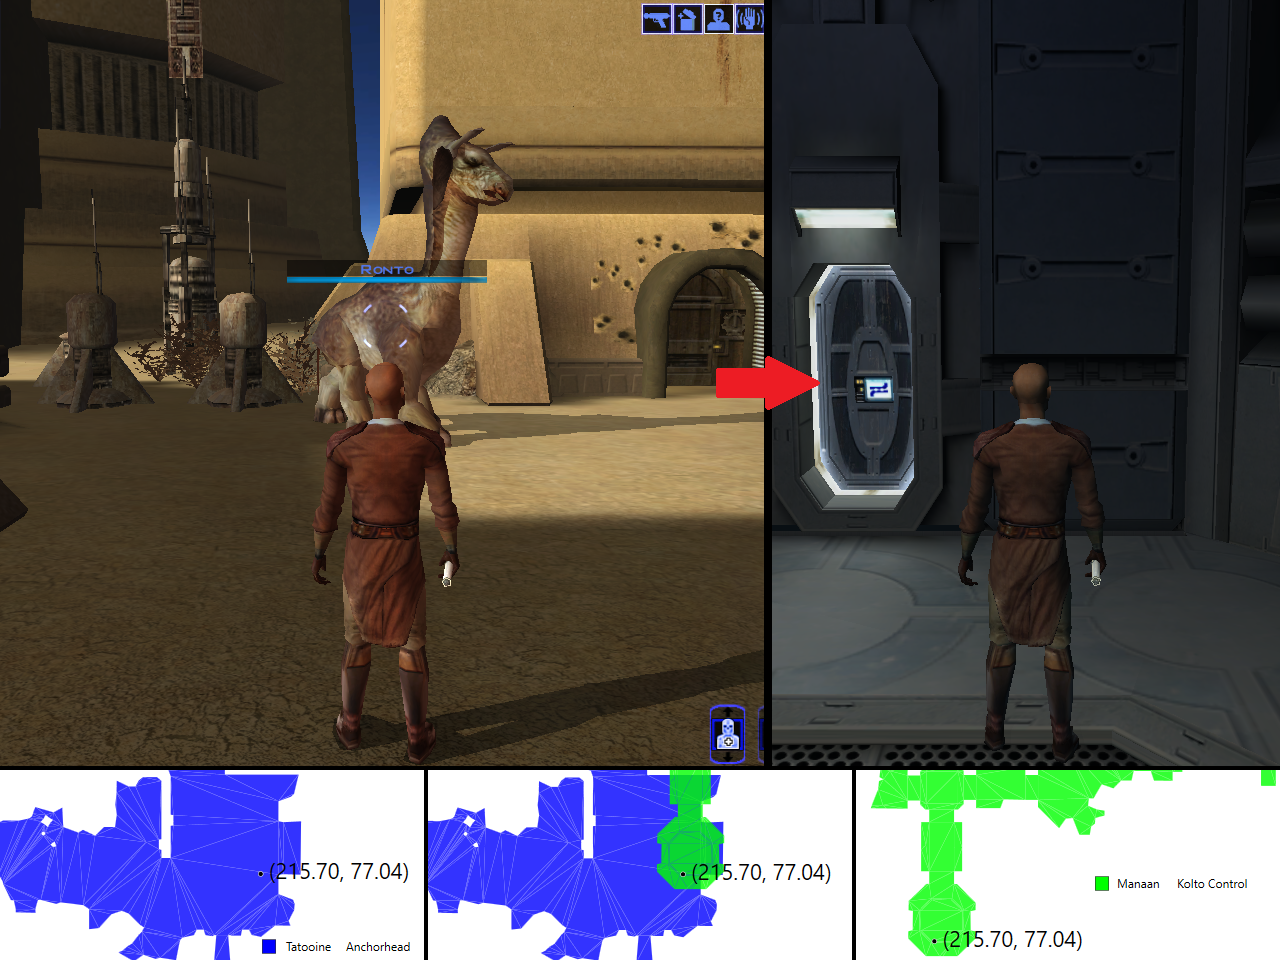 Ronto
(215.70, 77.04)
Tatooine Anchorhead
(215.70, 77.04)
Manaan Kolto Control
(215.70, 77.04)